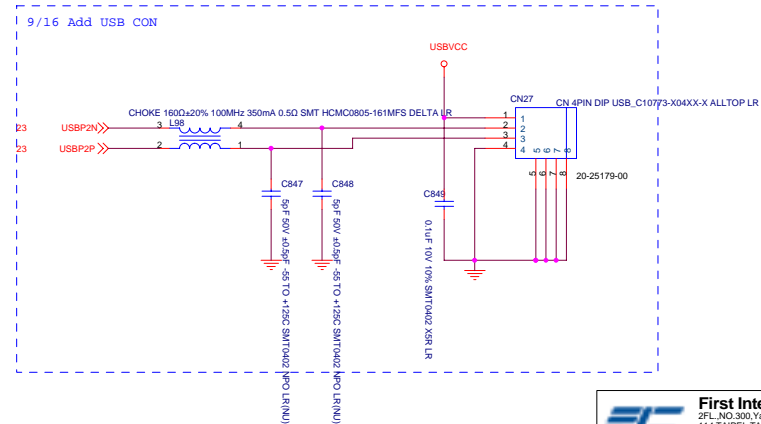 9/16 Add USB CON
USBVCC
CN27
CN 4PIN DIP USB_C10773-X04XX-X ALLTOP LR
CHOKE 160Ω±20% 100MHz 350mA 0.5Ω SMT HCMC0805-161MFS DELTA LR
L98
23 USBP2N 3 4
23 USBP2P 2 1
1 1
2 2
3 3
4 4
5 6 7 8
5 6 7 8
20-25179-00
C847
5pF 50V ±0.5pF -55 TO +125C SMT0402 NPO LR(NU)
C848
5pF 50V ±0.5pF -55 TO +125C SMT0402 NPO LR(NU)
C849
0.1uF 10V 10% SMT0402 X5R LR
First Inte
2FL.,NO.300,Ya